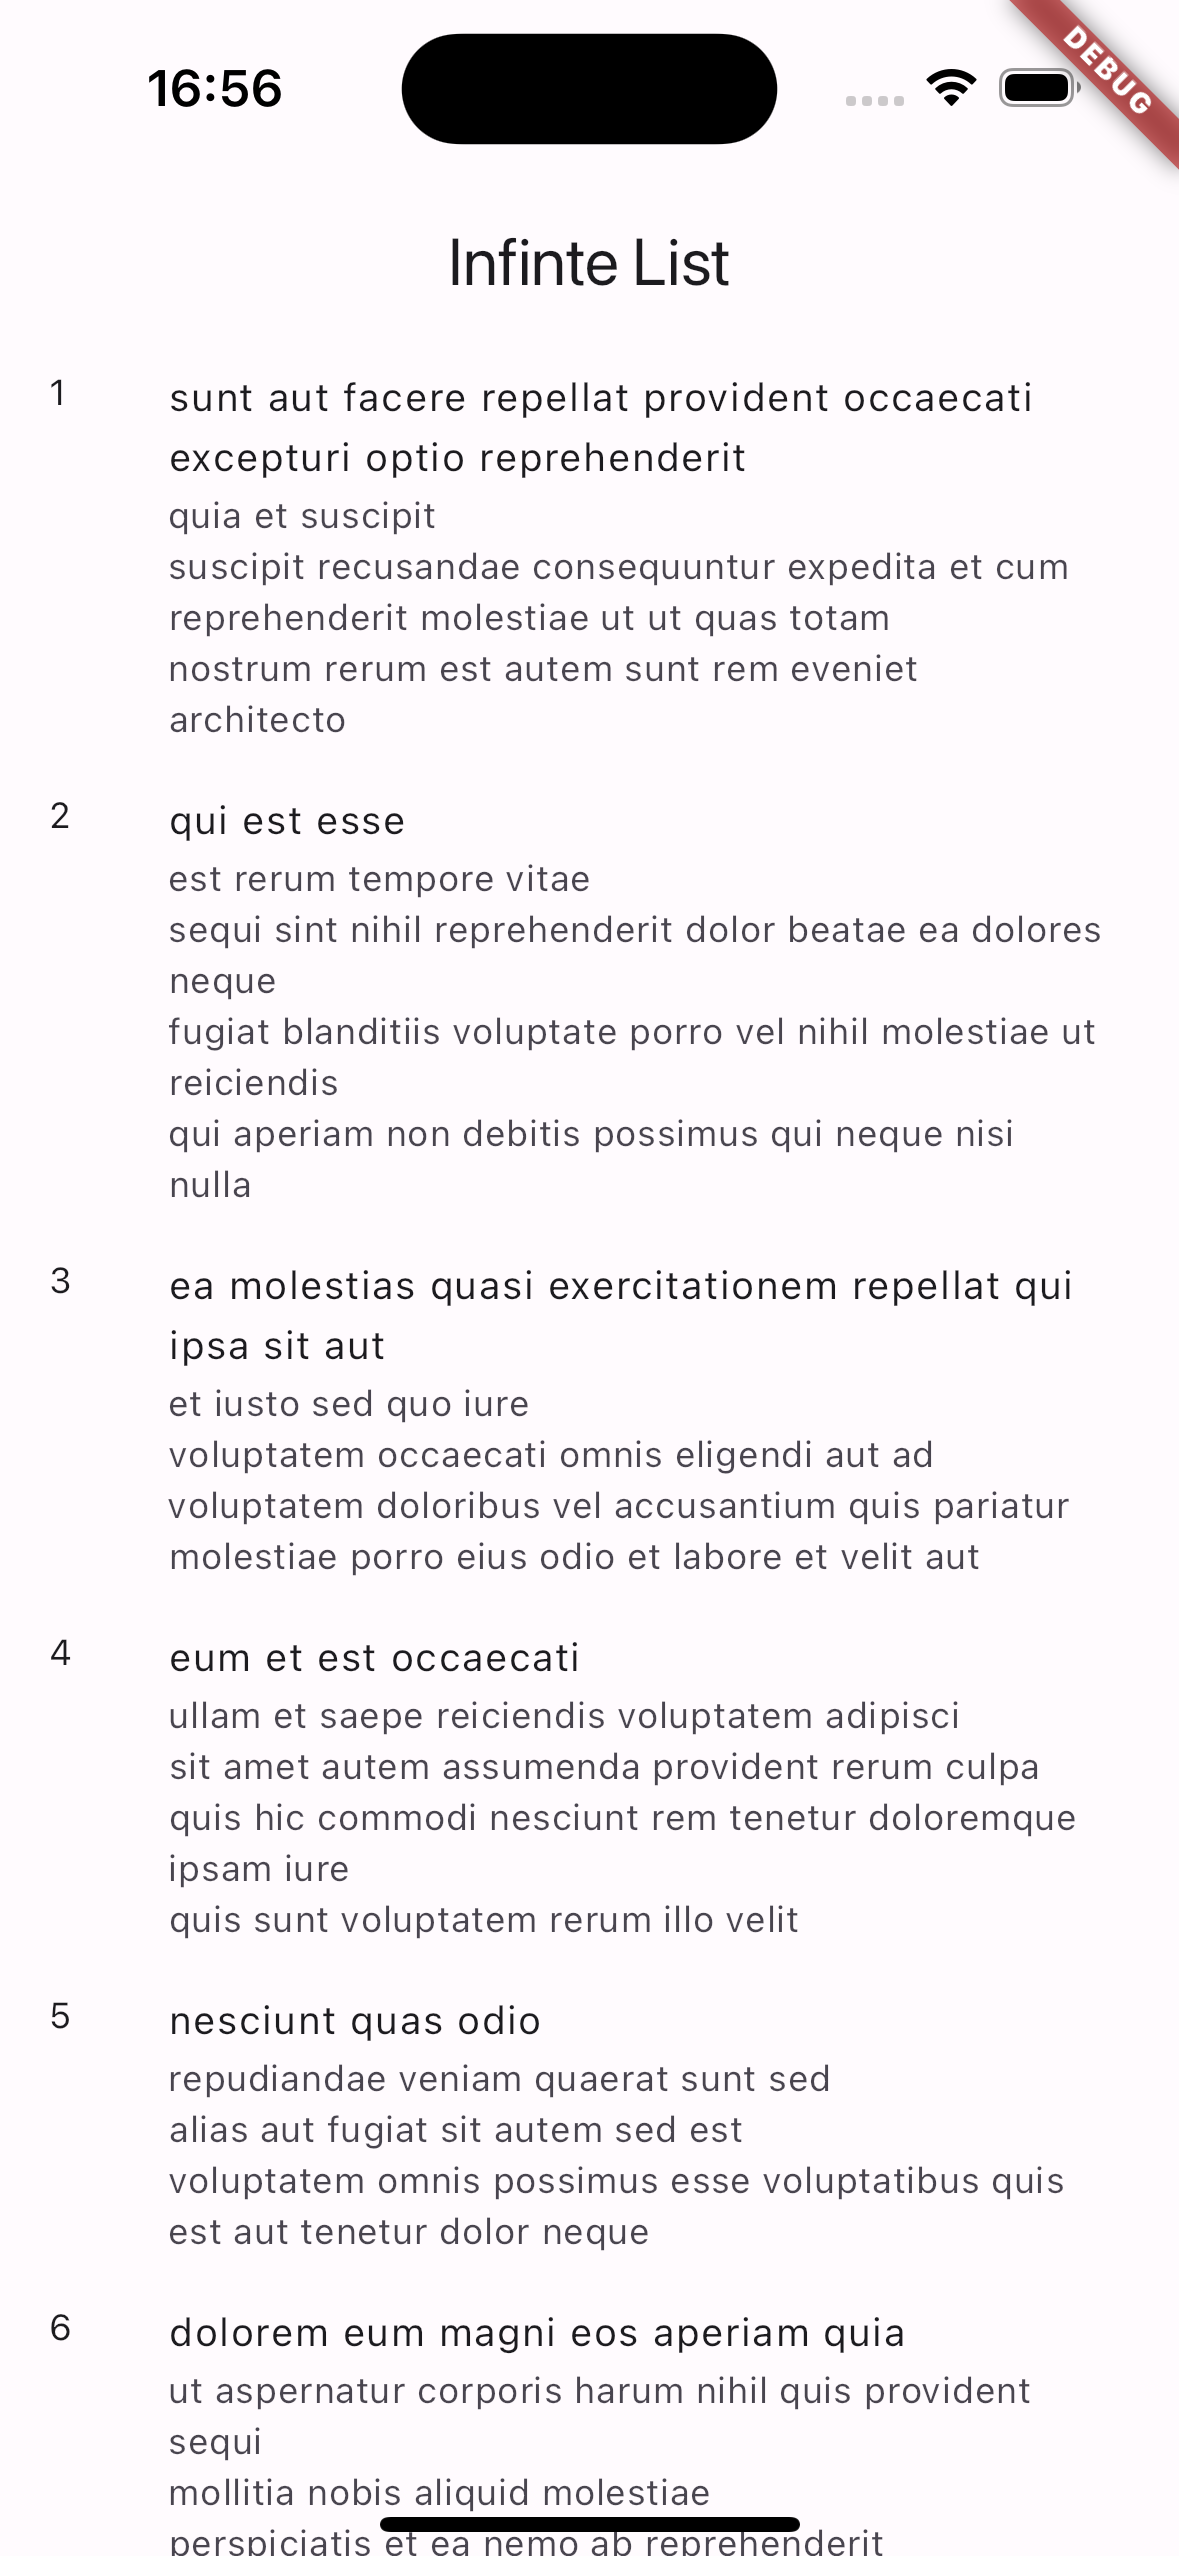 16:56
DEBUG
Infinte List
1
sunt aut facere repellat provident occaecati
excepturi optio reprehenderit
quia et suscipit
suscipit recusandae consequuntur expedita et cum
reprehenderit molestiae ut ut quas totam
nostrum rerum est autem sunt rem eveniet
architecto
2
qui est esse
est rerum tempore vitae
sequi sint nihil reprehenderit dolor beatae ea dolores
neque
fugiat blanditiis voluptate porro vel nihil molestiae ut
reiciendis
qui aperiam non debitis possimus qui neque nisi
nulla
3
ea molestias quasi exercitationem repellat qui
ipsa sit aut
et iusto sed quo iure
voluptatem occaecati omnis eligendi aut ad
voluptatem doloribus vel accusantium quis pariatur
molestiae porro eius odio et labore et velit aut
4
eum et est occaecati
ullam et saepe reiciendis voluptatem adipisci
sit amet autem assumenda provident rerum culpa
quis hic commodi nesciunt rem tenetur doloremque
ipsam iure
quis sunt voluptatem rerum illo velit
5
nesciunt quas odio
repudiandae veniam quaerat sunt sed
alias aut fugiat sit autem sed est
voluptatem omnis possimus esse voluptatibus quis
est aut tenetur dolor neque
6
dolorem eum magni eos aperiam quia
ut aspernatur corporis harum nihil quis provident
sequi
mollitia nobis aliquid molestiae
perspiciatis et ea nemo ab reprehenderit